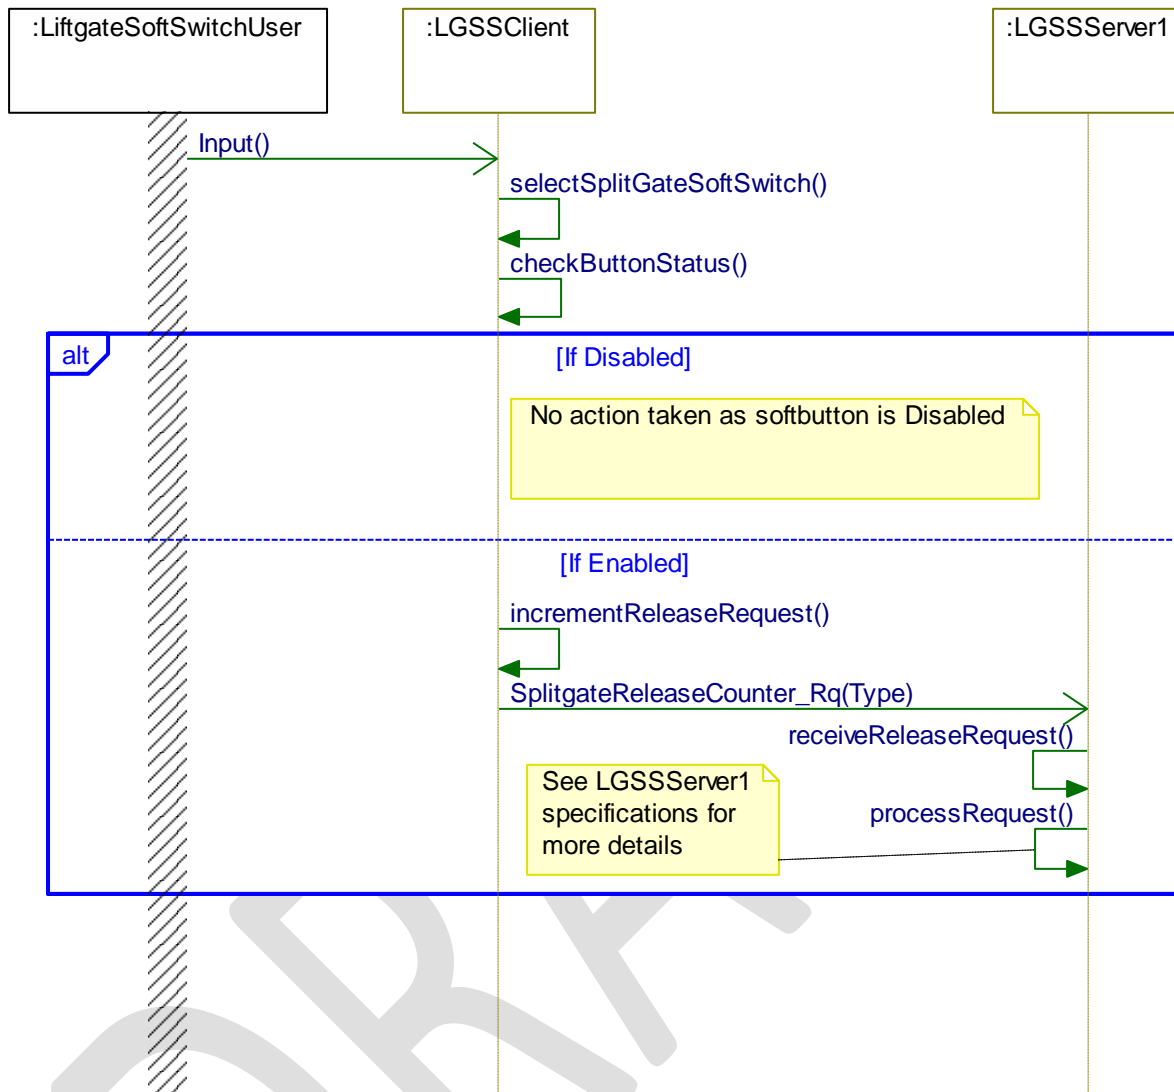 :LiftgateSoftSwitchUser
:LGSSClient
:LGSSServer1
Input()
selectSplitGateSoftSwitch()
checkButtonStatus()
alt
[If Disabled]
No action taken as softbutton is Disabled
[If Enabled]
incrementReleaseRequest()
SplitgateReleaseCounter_Rq(Type)
receiveReleaseRequest()
See LGSSServer1
specifications for
more details
processRequest()